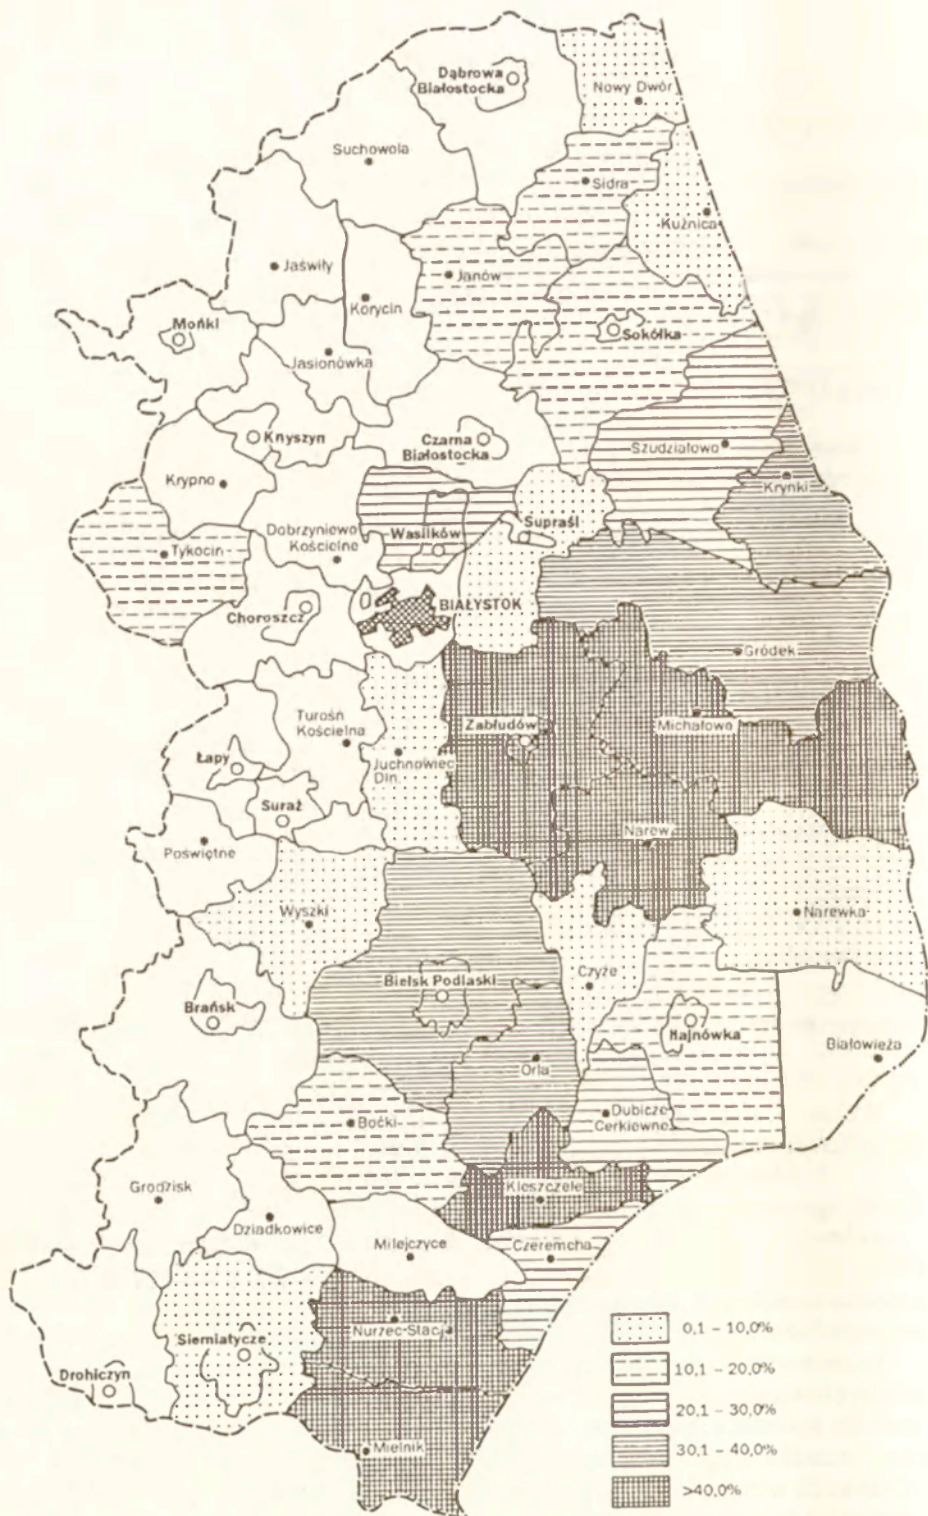 Dąbrowa
Białostocka
Nowy Dwór
Suchowola
Sidra
Kuźnica
Jaświły
Janów
Korycin
Mońki
Sokółka
Jasionówka
Knyszyn
Czarna
Białostocka
Szudziałowo
Krypno
Krynki
Supraśl
Dobrzyniewo
Kościelne
Wasilków
Tykocin
BIAŁYSTOK
Choroszcz
Gródek
Turośń
Kościelna
Zabłudów
Michałowo
Łapy
Juchnowiec
Dln.
Suraż
Narew
Poświętne
Wyszki
Narewka
Czyże
Bielsk Podlaski
Brańsk
Hajnówka
Białowieża
Orla
Boćki
Dubicze
Cerkiewne
Grodzisk
Kleszczele
Dziadkowice
Milejczyce
Czeremcha
Nurzec-Stacja
Siemiatycze
Drohiczyn
Mielnik
0,1 – 10,0%
10,1 – 20,0%
20,1 – 30,0%
30,1 – 40,0%
>40,0%